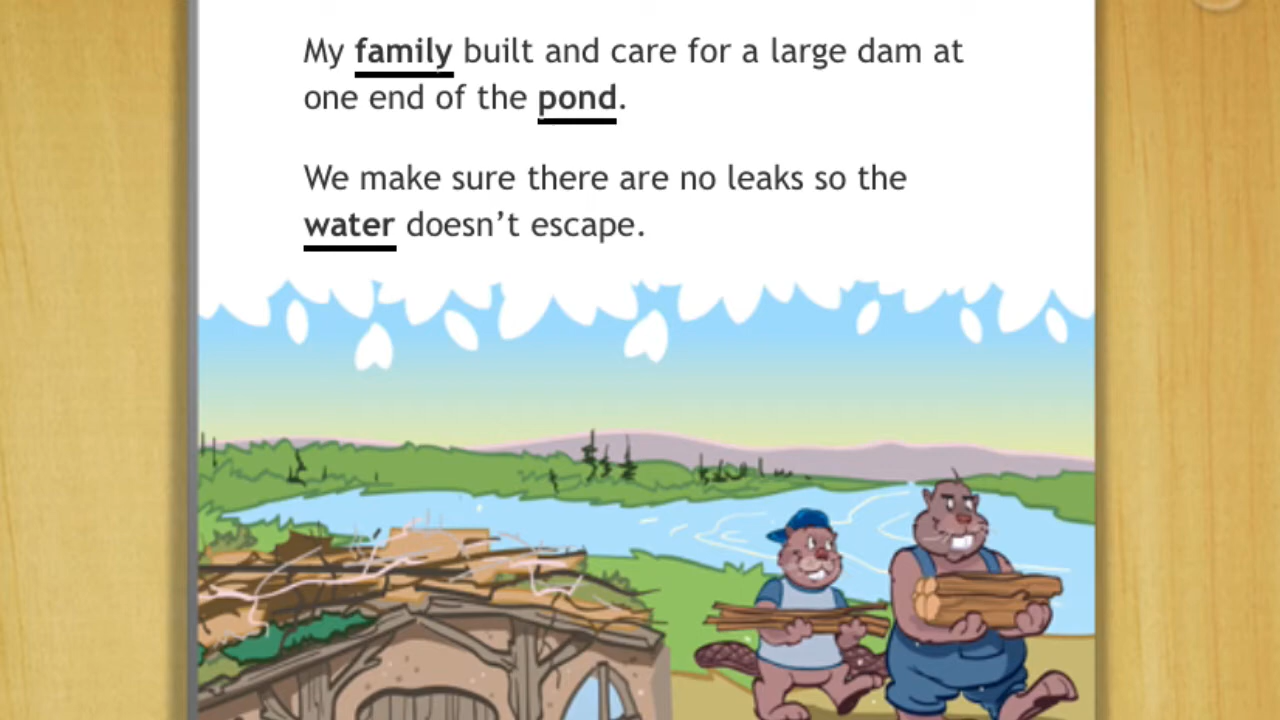 My family built and care for a large dam at
one end of the pond.
We make sure there are no leaks so the
water doesn’t escape.